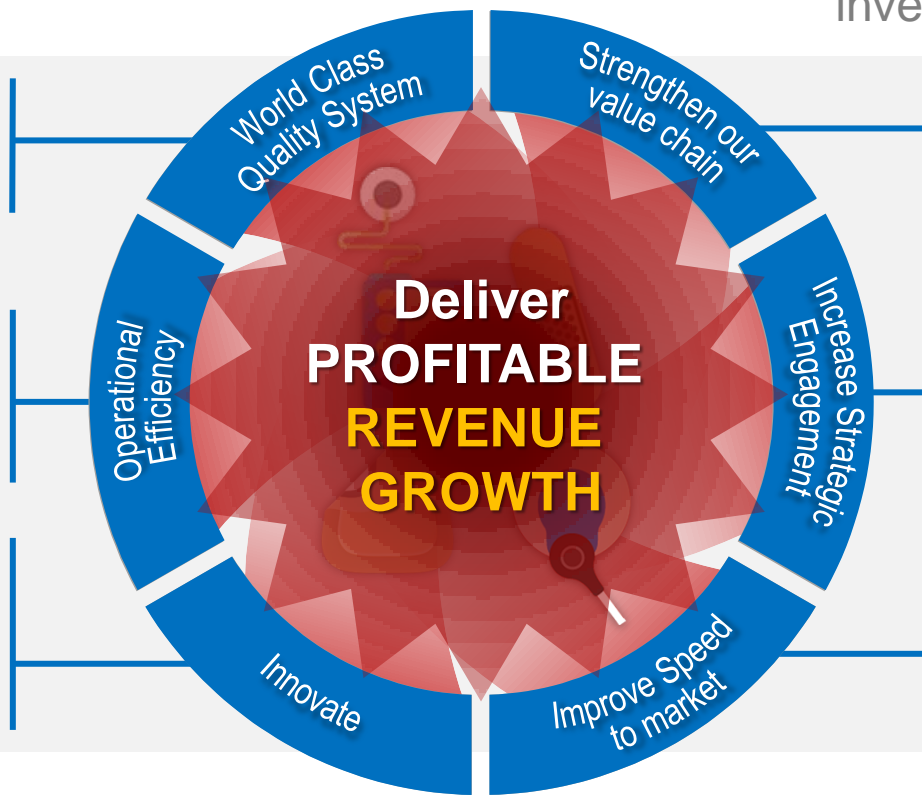 Inve
World Class
Quality System
Strengthen our
value chain
Increase Strategic
Engagement
Improve Speed
to market
Innovate
Operational
Efficiency
Deliver
PROFITABLE
REVENUE
GROWTH